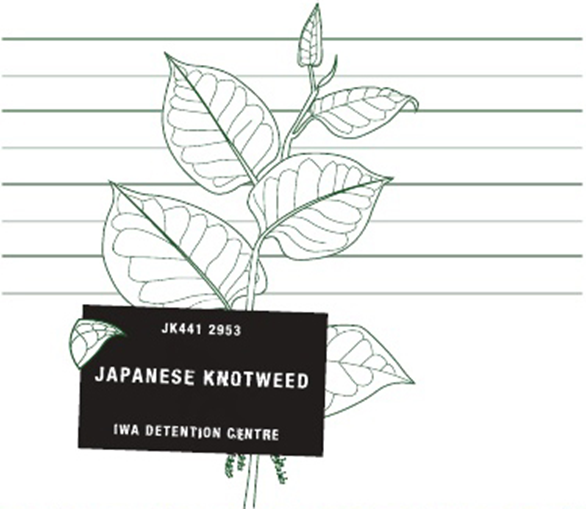 JK441 2953
JAPANESE KNOTWEED
IWA DETENTION CENTRE